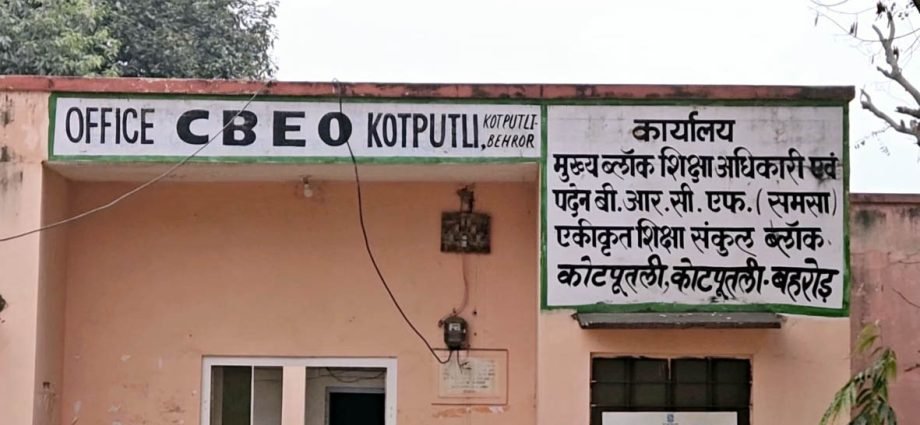 OFFICE CBEO KOTPUTLI, KOTPUTLI-
BEHROR
कार्यालय
मुख्य ब्लॉक शिक्षा अधिकारी एवं
पदेन बी.आर.सी.एफ.(समसा)
एकीकृत शिक्षा संकुल ब्लॉक
कोटपूतली,कोटपूतली-बहरोड़